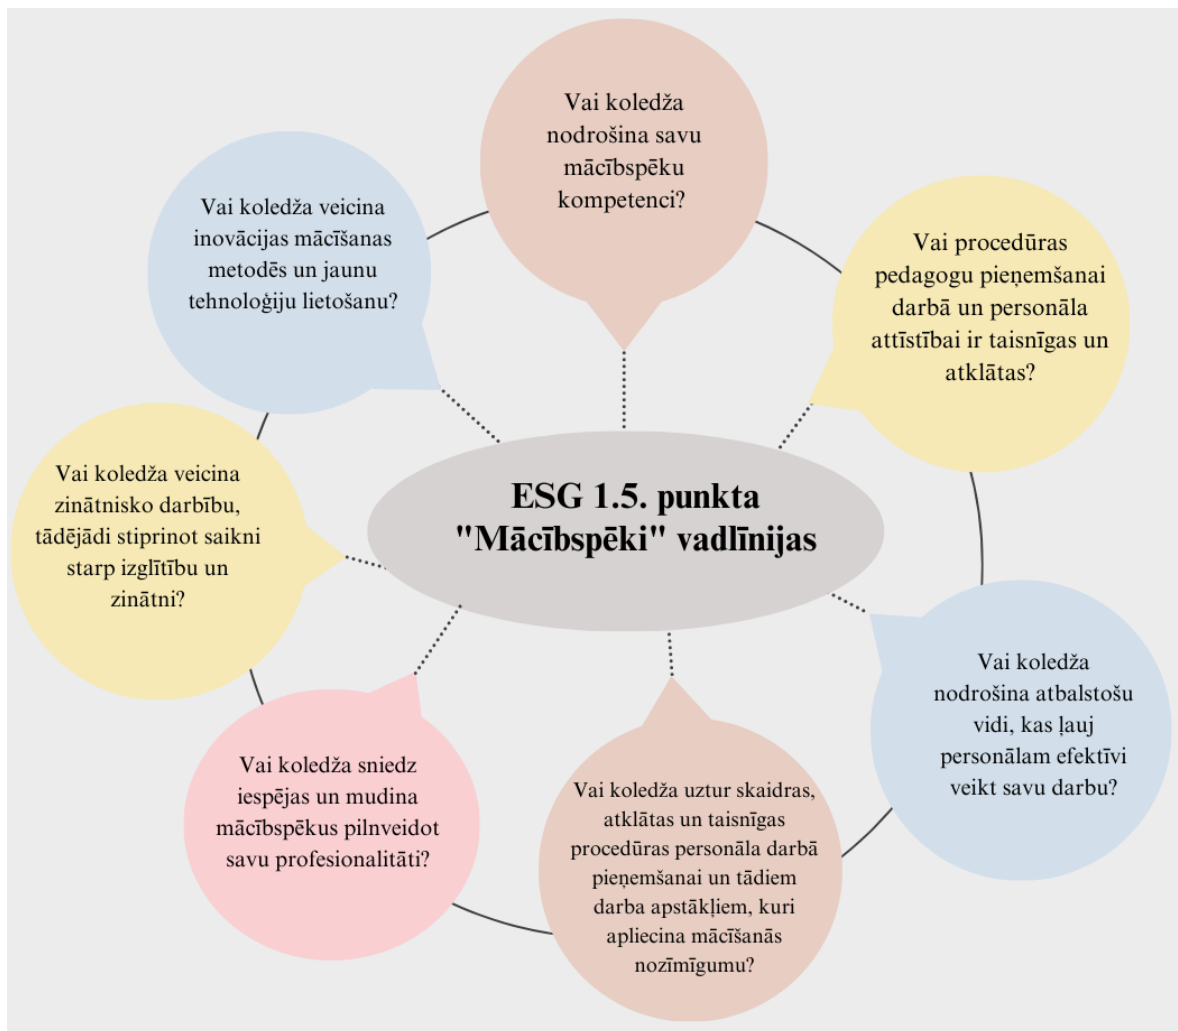 Vai koledža
nodrošina savu
mācībspēku
kompetenci?
Vai koledža veicina
inovācijas mācīšanas
metodēs un jaunu
tehnoloģiju lietošanu?
Vai procedūras
pedagogu pieņemšanai
darbā un personāla
attīstībai ir taisnīgas un
atklātas?
Vai koledža veicina
zinātnisko darbību,
tādējādi stiprinot saikni
starp izglītību un
zinātni?
ESG 1.5. punkta
"Mācībspēki" vadlīnijas
Vai koledža
nodrošina atbalstošu
vidi, kas ļauj
personālam efektīvi
veikt savu darbu?
Vai koledža sniedz
iespējas un mudina
mācībspēkus pilnveidot
savu profesionalitāti?
Vai koledža uztur skaidras,
atklātas un taisnīgas
procedūras personāla darbā
pieņemšanai un tādiem
darba apstākļiem, kuri
apliecina mācīšanās
nozīmīgumu?